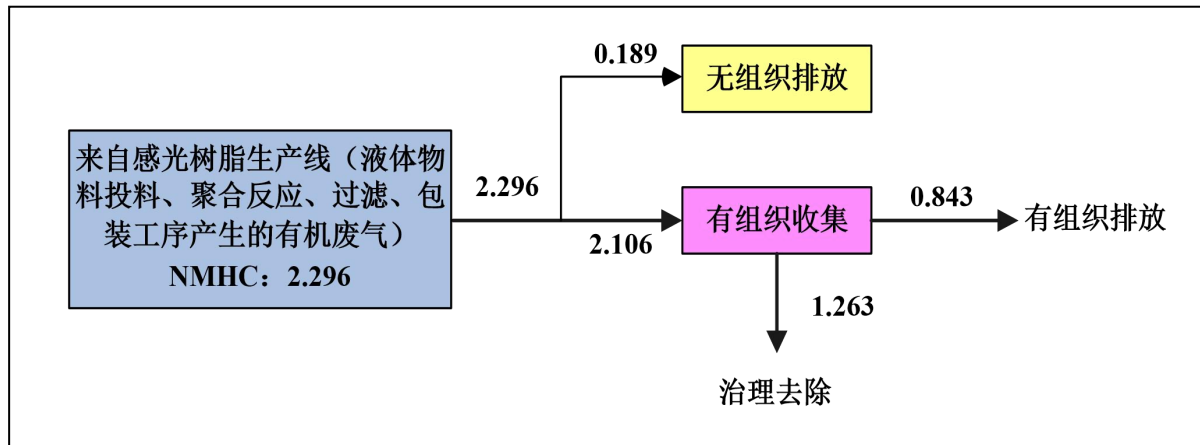 0.189
无组织排放
来自感光树脂生产线（液体物
料投料、聚合反应、过滤、包
装工序产生的有机废气）
NMHC：2.296
2.296
2.106
有组织收集
0.843
有组织排放
1.263
治理去除